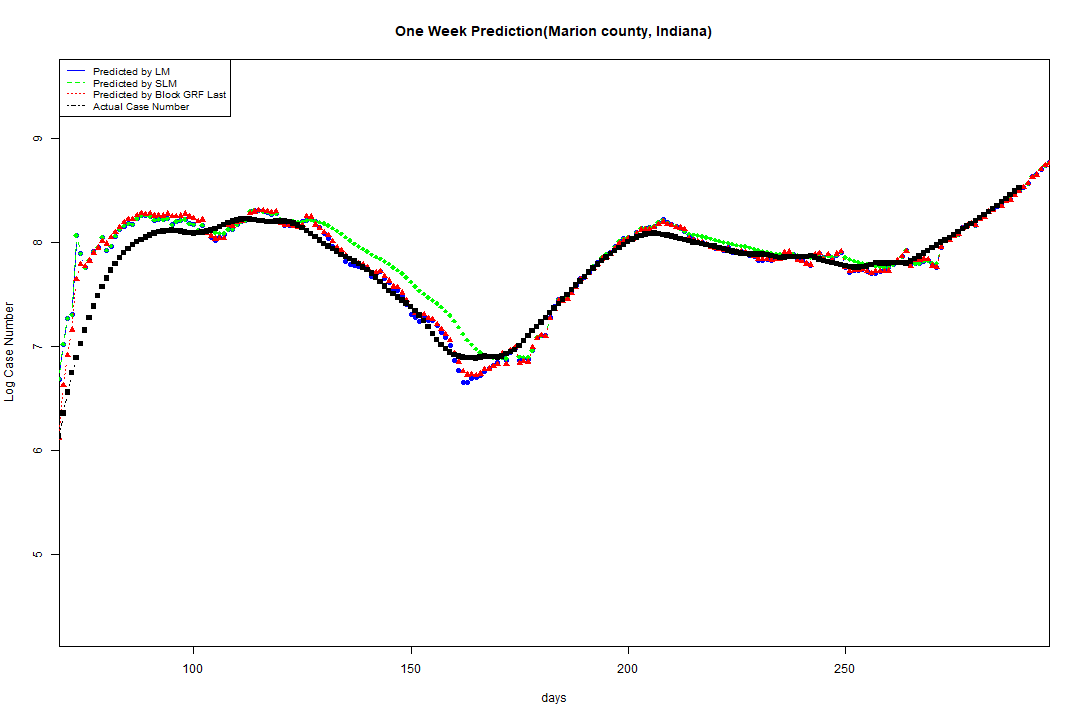 One Week Prediction(Marion county, Indiana)
Predicted by LM
Predicted by SLM
Predicted by Block GRF Last
Actual Case Number
9
8
7
6
5
Log Case Number
100 150 200 250
days